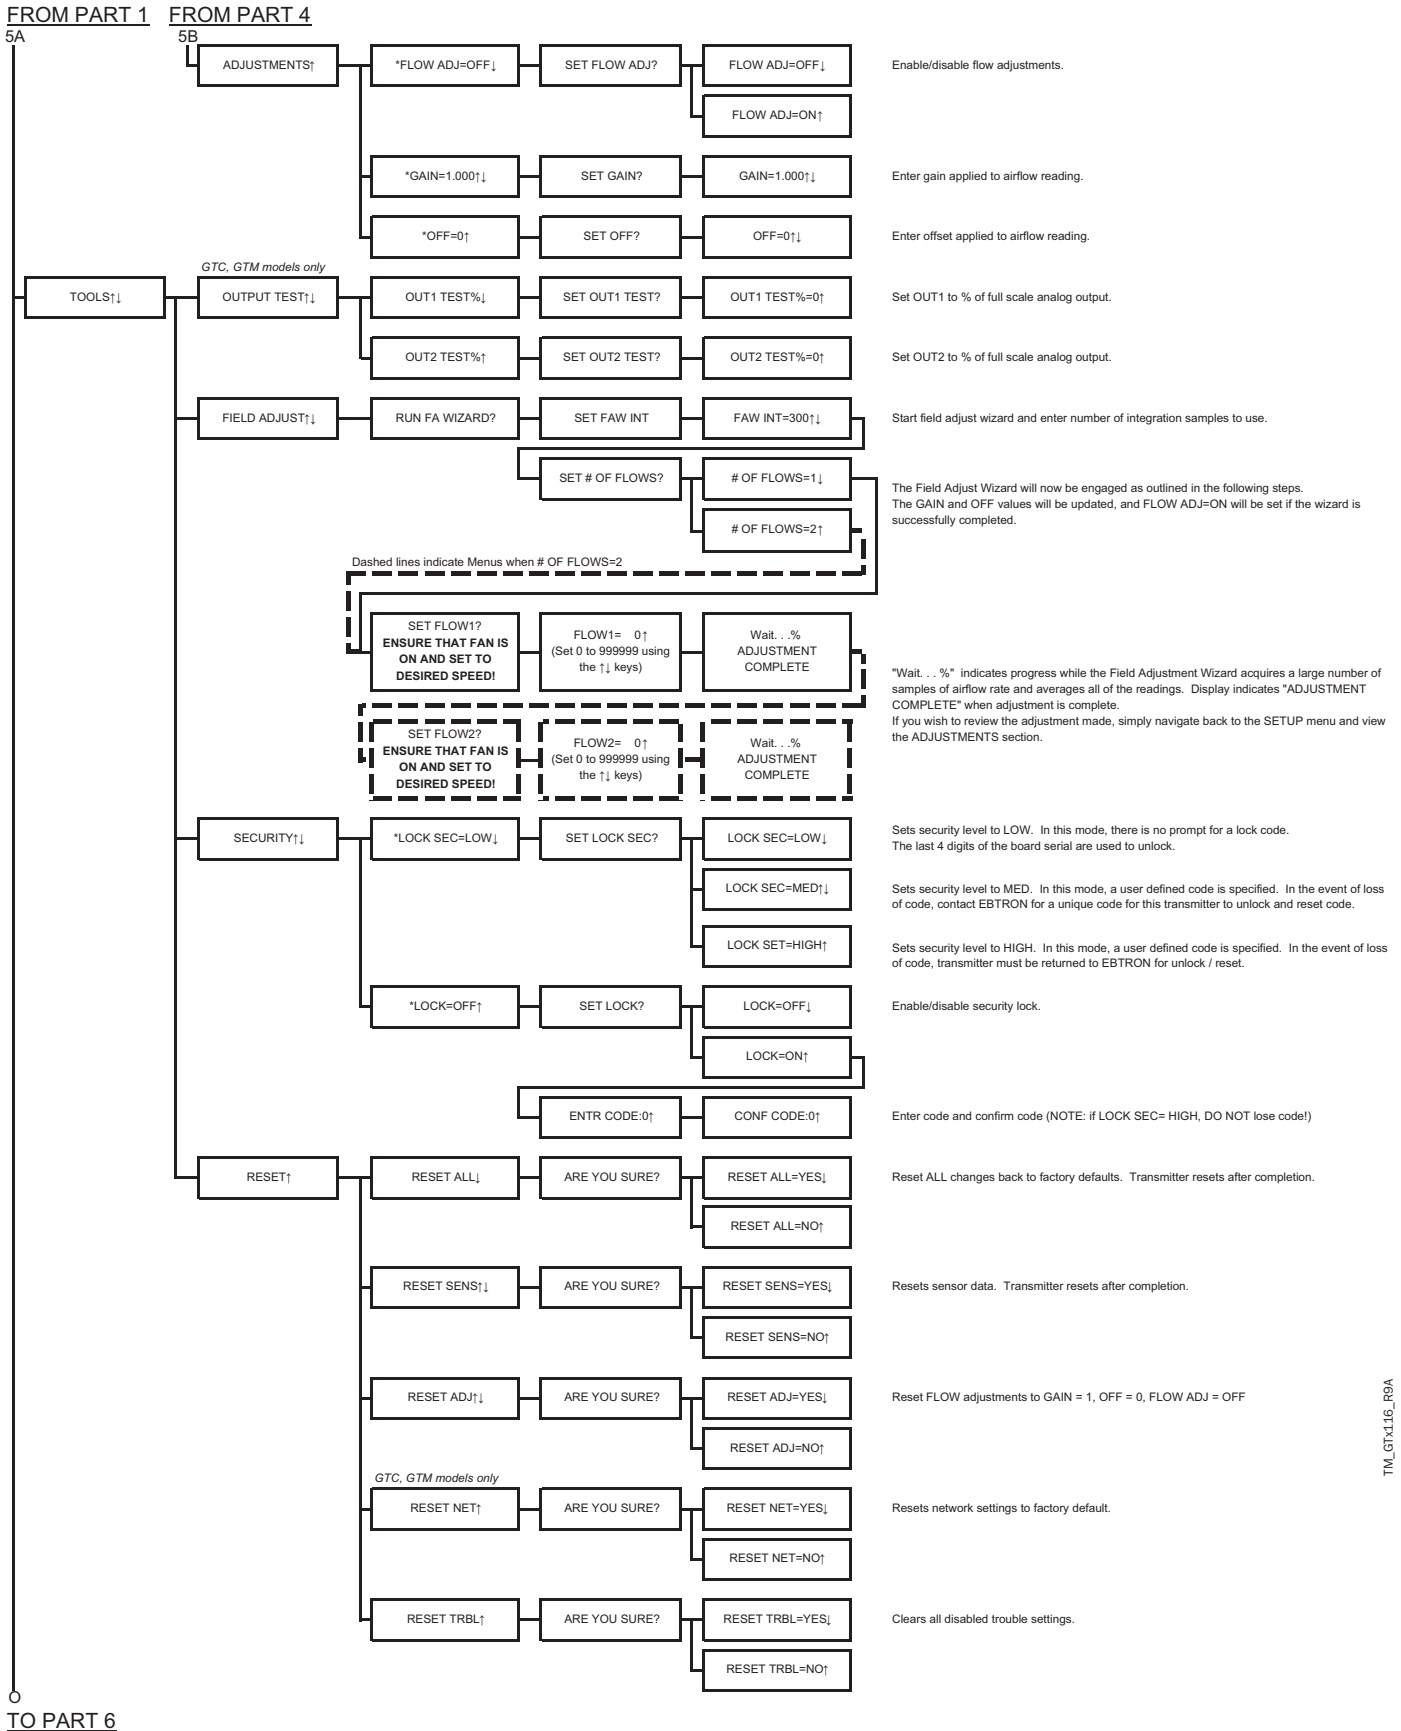 FROM PART 1 FROM PART 4
5A 5B
ADJUSTMENTS↑ *FLOW ADJ=OFF↓ SET FLOW ADJ? FLOW ADJ=OFF↓ Enable/disable flow adjustments.
FLOW ADJ=ON↑
*GAIN=1.000↑↓ SET GAIN? GAIN=1.000↑↓ Enter gain applied to airflow reading.
*OFF=0↑ SET OFF? OFF=0↑↓ Enter offset applied to airflow reading.
GTC, GTM models only
TOOLS↑↓ OUTPUT TEST↑↓ OUT1 TEST%↓ SET OUT1 TEST? OUT1 TEST%=0↑ Set OUT1 to % of full scale analog output.
OUT2 TEST%↑ SET OUT2 TEST? OUT2 TEST%=0↑ Set OUT2 to % of full scale analog output.
FIELD ADJUST↑↓ RUN FA WIZARD? SET FAW INT FAW INT=300↑↓ Start field adjust wizard and enter number of integration samples to use.
SET # OF FLOWS? # OF FLOWS=1↓
The Field Adjust Wizard will now be engaged as outlined in the following steps.
The GAIN and OFF values will be updated, and FLOW ADJ=ON will be set if the wizard is
successfully completed.
# OF FLOWS=2↑
Dashed lines indicate Menus when # OF FLOWS=2
SET FLOW1?
ENSURE THAT FAN IS
ON AND SET TO
DESIRED SPEED!
FLOW1= 0↑
(Set 0 to 999999 using
the ↑↓ keys)
Wait. . .%
ADJUSTMENT
COMPLETE
"Wait. . . %" indicates progress while the Field Adjustment Wizard acquires a large number of
samples of airflow rate and averages all of the readings. Display indicates "ADJUSTMENT
COMPLETE" when adjustment is complete.
If you wish to review the adjustment made, simply navigate back to the SETUP menu and view
the ADJUSTMENTS section.
SET FLOW2?
ENSURE THAT FAN IS
ON AND SET TO
DESIRED SPEED!
FLOW2= 0↑
(Set 0 to 999999 using
the ↑↓ keys)
Wait. . .%
ADJUSTMENT
COMPLETE
SECURITY↑↓ *LOCK SEC=LOW↓ SET LOCK SEC? LOCK SEC=LOW↓
Sets security level to LOW. In this mode, there is no prompt for a lock code.
The last 4 digits of the board serial are used to unlock.
LOCK SEC=MED↑↓
Sets security level to MED. In this mode, a user defined code is specified. In the event of loss
of code, contact EBTRON for a unique code for this transmitter to unlock and reset code.
LOCK SET=HIGH↑
Sets security level to HIGH. In this mode, a user defined code is specified. In the event of loss
of code, transmitter must be returned to EBTRON for unlock / reset.
*LOCK=OFF↑ SET LOCK? LOCK=OFF↓ Enable/disable security lock.
LOCK=ON↑
ENTR CODE:0↑ CONF CODE:0↑ Enter code and confirm code (NOTE: if LOCK SEC= HIGH, DO NOT lose code!)
RESET↑ RESET ALL↓ ARE YOU SURE? RESET ALL=YES↓ Reset ALL changes back to factory defaults. Transmitter resets after completion.
RESET ALL=NO↑
RESET SENS↑↓ ARE YOU SURE? RESET SENS=YES↓ Resets sensor data. Transmitter resets after completion.
RESET SENS=NO↑
RESET ADJ↑↓ ARE YOU SURE? RESET ADJ=YES↓ Reset FLOW adjustments to GAIN = 1, OFF = 0, FLOW ADJ = OFF
RESET ADJ=NO↑
GTC, GTM models only
RESET NET↑ ARE YOU SURE? RESET NET=YES↓ Resets network settings to factory default.
RESET NET=NO↑
RESET TRBL↑ ARE YOU SURE? RESET TRBL=YES↓ Clears all disabled trouble settings.
RESET TRBL=NO↑
O
TO PART 6
TM_GTx116_R9A